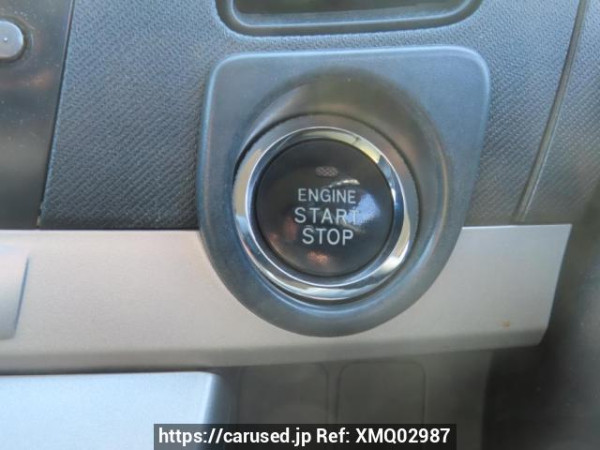 ENGINE
START
STOP
https://carused.jp Ref: XMQ02987